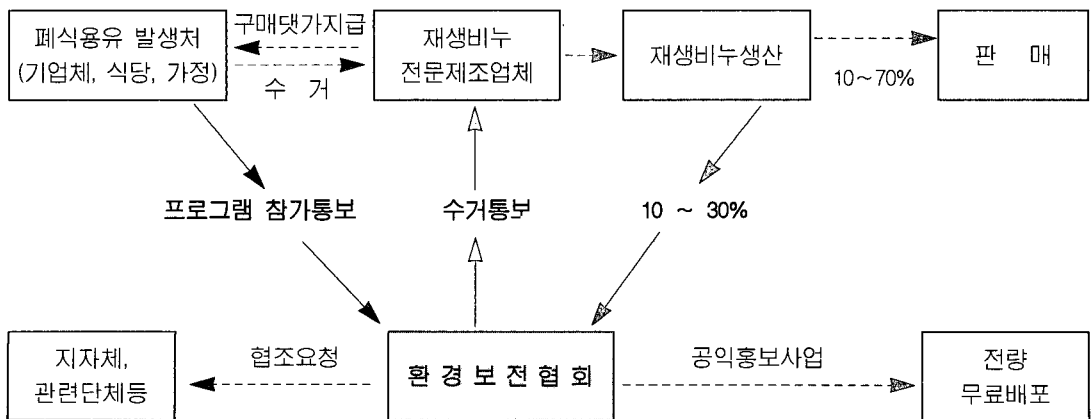 폐식용유 발생처
(기업체, 식당, 가정)
구매댓가지급
수 거
재생비누
전문제조업체
재생비누생산
10~70%
판 매
프로그램 참가통보
수거통보
10 ~ 30%
지자체,
관련단체등
협조요청
환경보전협회
공익홍보사업
전량
무료배포